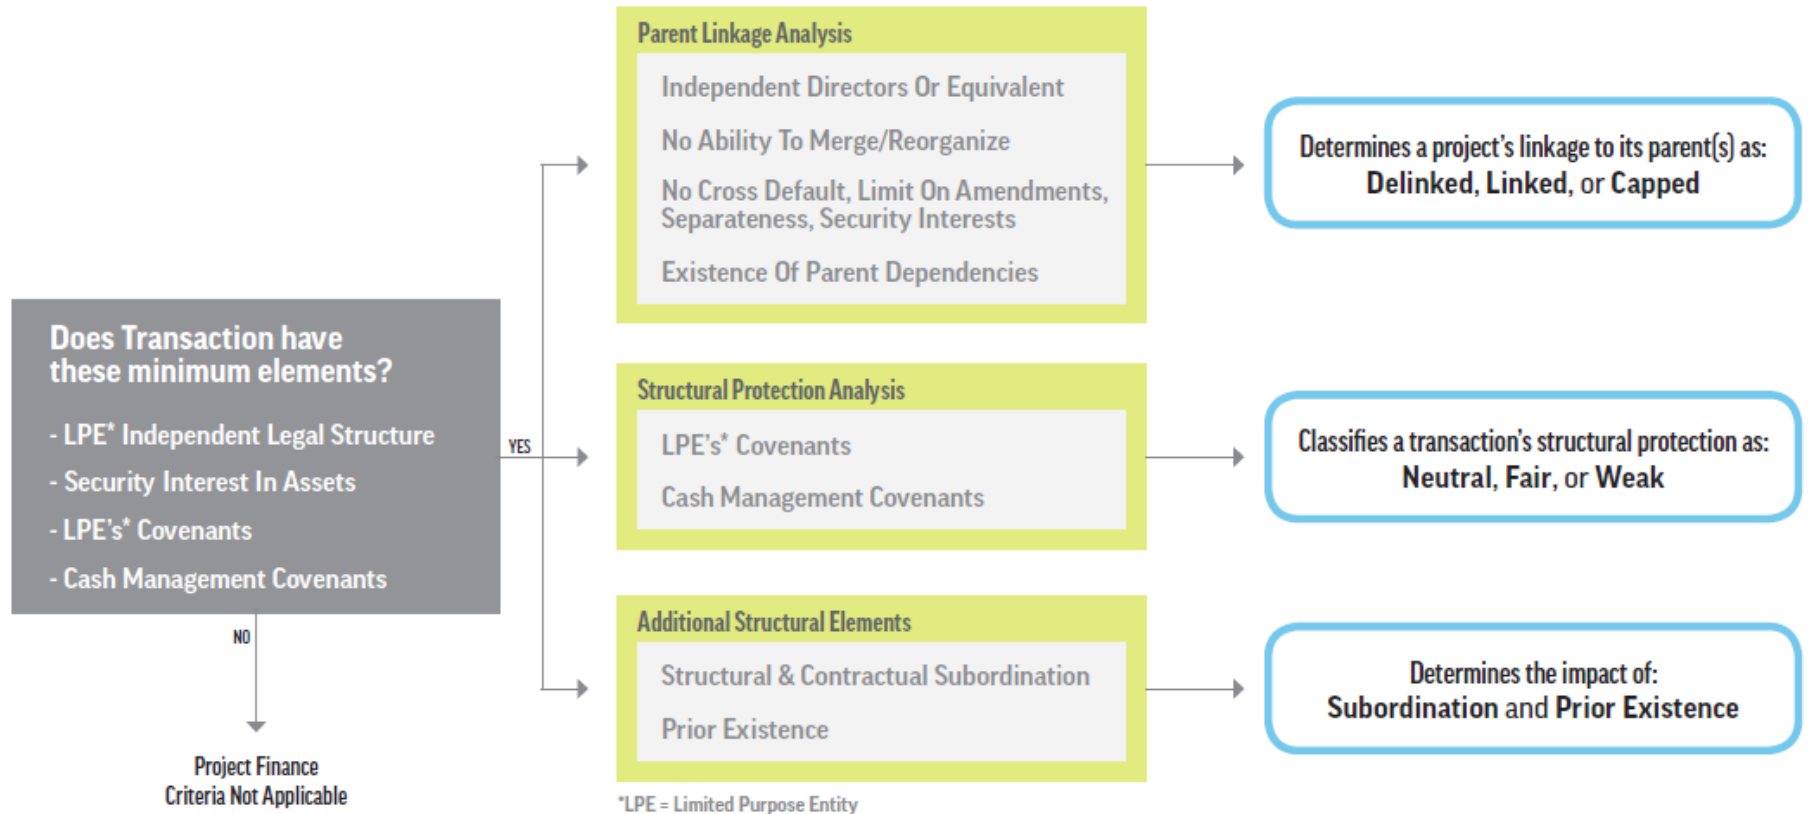 Does Transaction have
these minimum elements?
- LPE* Independent Legal Structure
- Security Interest In Assets
- LPE's* Covenants
- Cash Management Covenants
YES
NO
Project Finance
Criteria Not Applicable
Parent Linkage Analysis
Independent Directors Or Equivalent
No Ability To Merge/Reorganize
No Cross Default, Limit On Amendments,
Separateness, Security Interests
Existence Of Parent Dependencies
Determines a project's linkage to its parent(s) as:
Delinked, Linked, or Capped
Structural Protection Analysis
LPE's* Covenants
Cash Management Covenants
Classifies a transaction's structural protection as:
Neutral, Fair, or Weak
Additional Structural Elements
Structural & Contractual Subordination
Prior Existence
Determines the impact of:
Subordination and Prior Existence
*LPE = Limited Purpose Entity